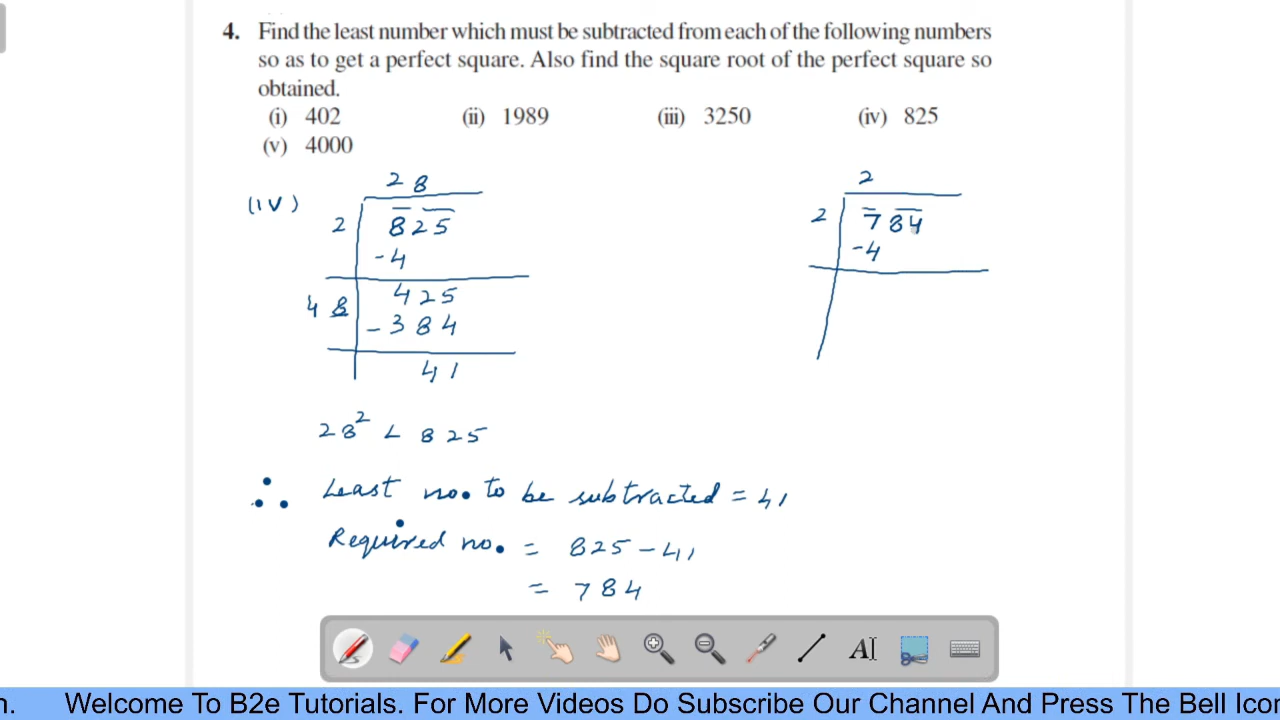 4. Find the least number which must be subtracted from each of the following numbers
so as to get a perfect square. Also find the square root of the perfect square so
obtained.
(i) 402 (ii) 1989 (iii) 3250 (iv) 825
(v) 4000
(iv)
28
2 825
-4
48 425
-384
41
2
2 784
-4
28² < 825
∴ Least no. to be subtracted = 41
Required no. = 825 - 41
= 784
AI
n. Welcome To B2e Tutorials. For More Videos Do Subscribe Our Channel And Press The Bell Icon